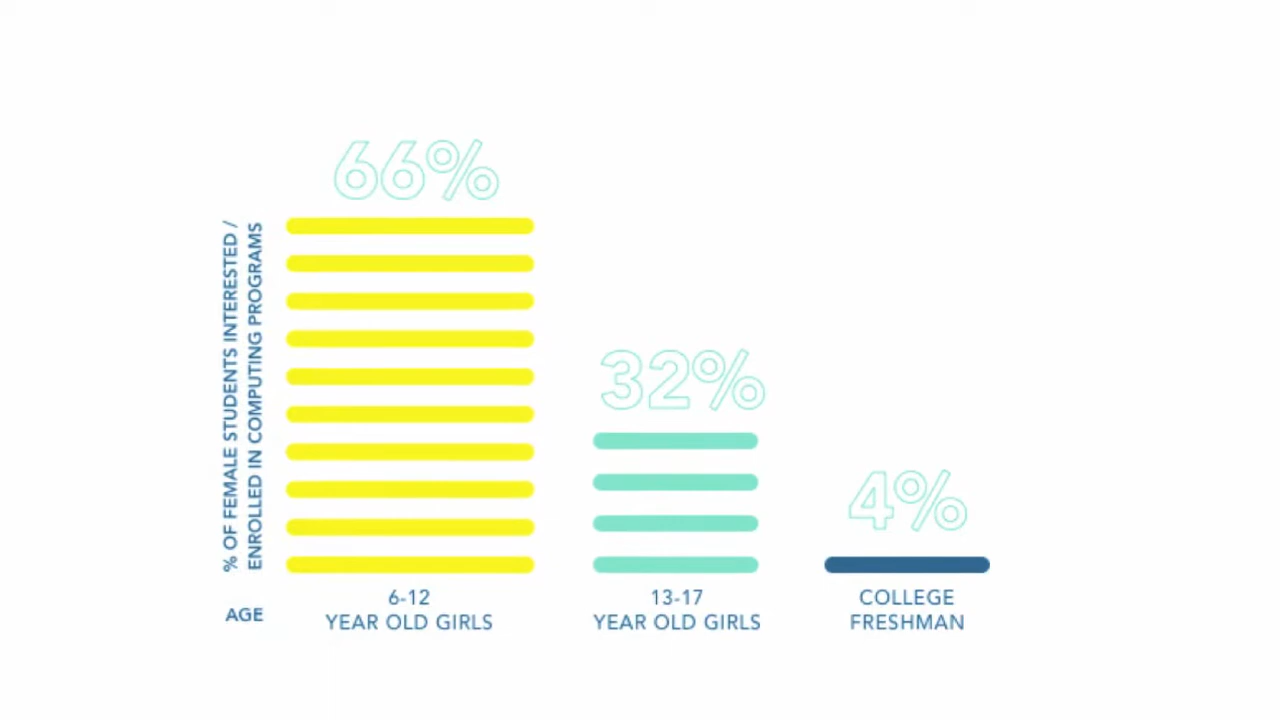 66%
32%
4%
% OF FEMALE STUDENTS INTERESTED /
ENROLLED IN COMPUTING PROGRAMS
AGE
6-12
YEAR OLD GIRLS
13-17
YEAR OLD GIRLS
COLLEGE
FRESHMAN